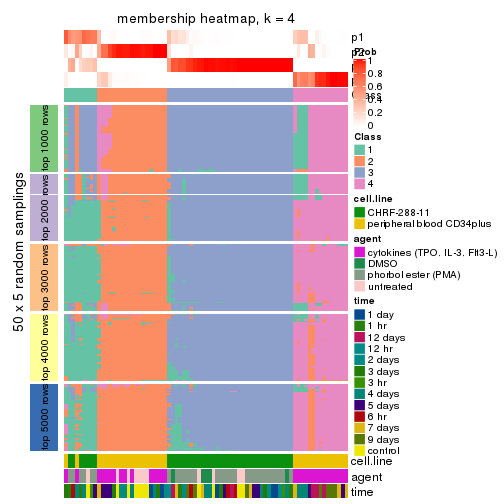 membership heatmap, k = 4
p1
p2
Prob
1
0.8
0.6
0.4
0.2
0
Class
1
2
3
4
cell.line
CHRF-288-11
peripheral blood CD34plus
agent
cytokines (TPO, IL-3, Flt3-L)
DMSO
phorbol ester (PMA)
untreated
time
1 day
1 hr
12 days
12 hr
2 days
3 days
3 hr
4 days
5 days
6 hr
7 days
9 days
control
50 x 5 random samplings
top 1000 rows
top 2000 rows
top 3000 rows
top 4000 rows
top 5000 rows
cell.line
agent
time